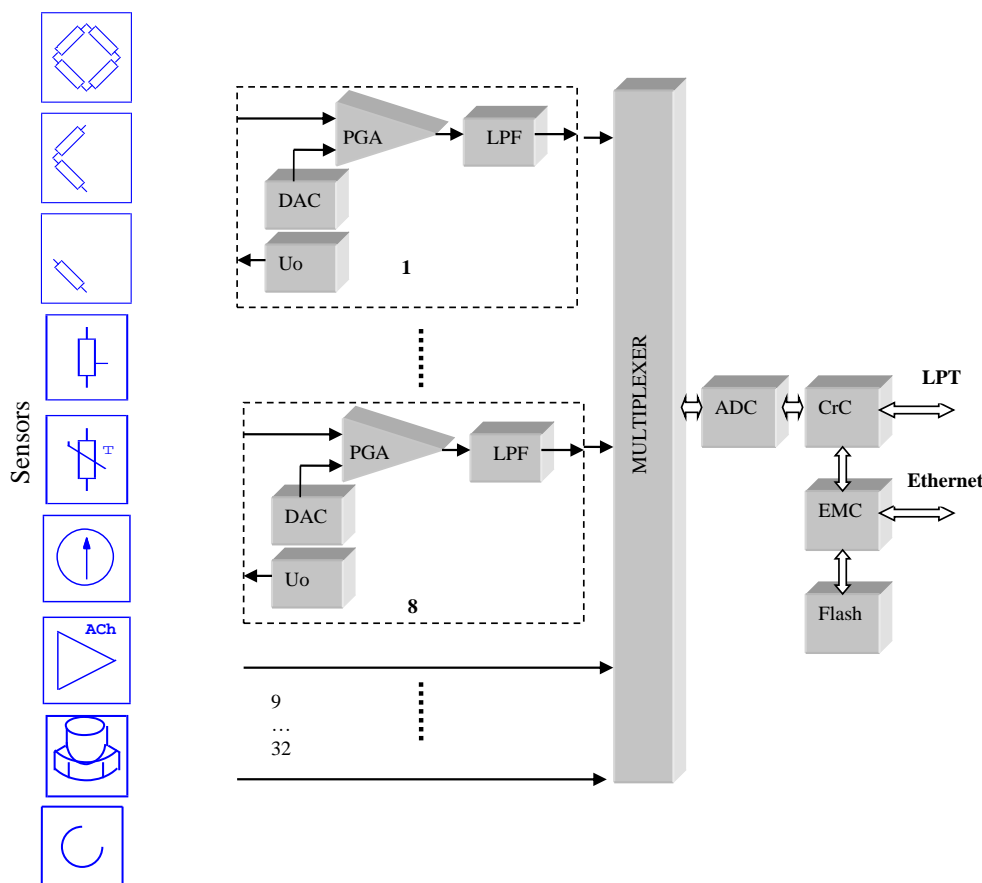 Sensors
T
ACh
PGA
LPF
DAC
Uo
1
PGA
LPF
DAC
Uo
8
9
...
32
MULTIPLEXER
ADC
CrC
LPT
EMC
Ethernet
Flash